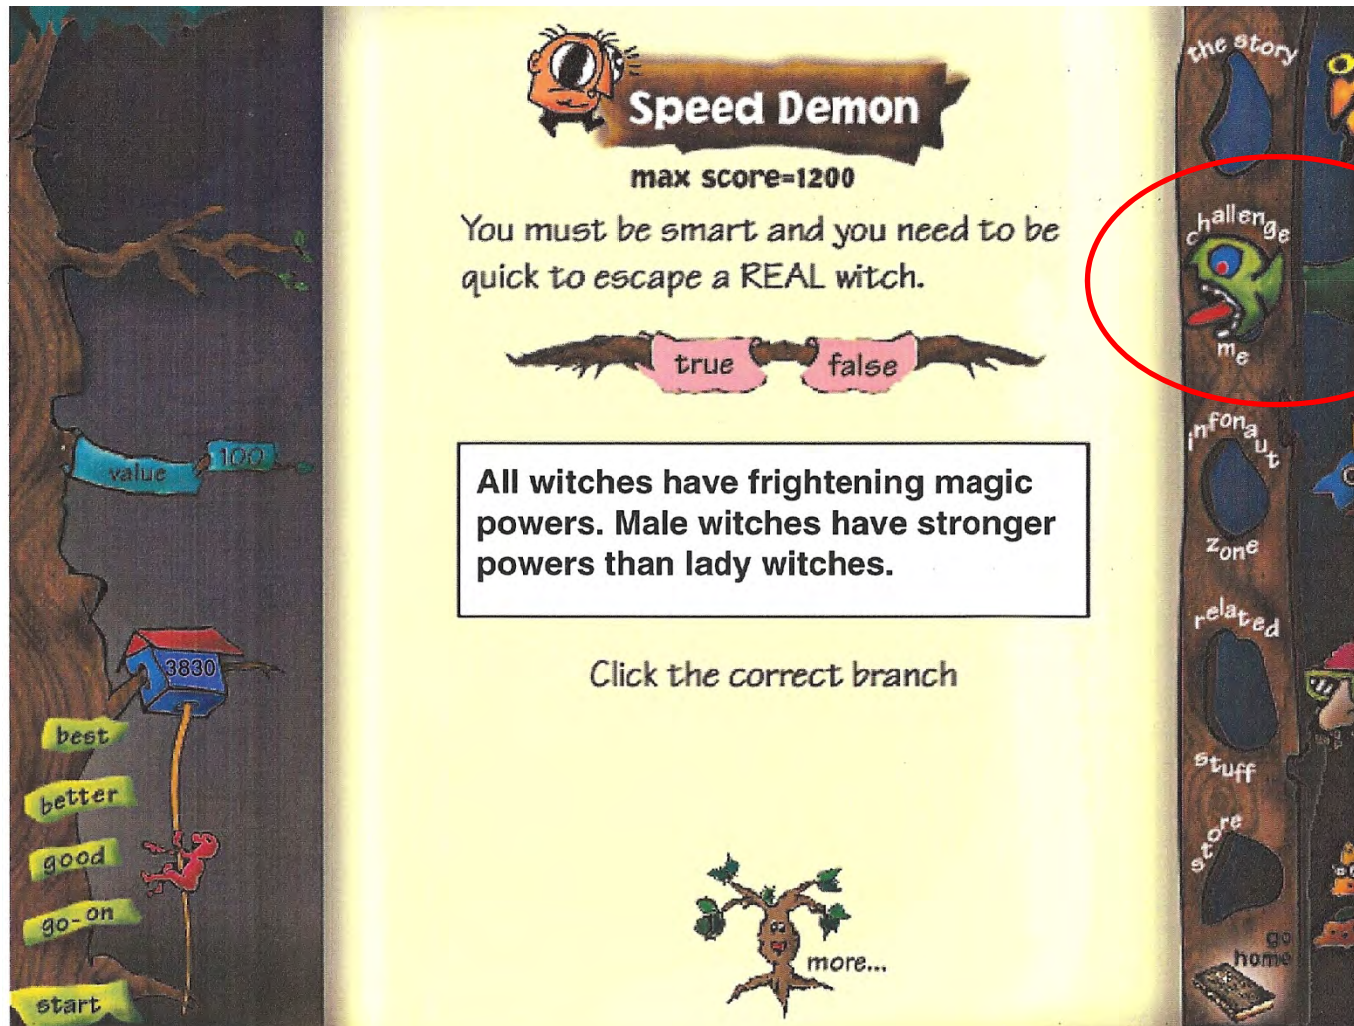 Speed Demon
max score=1200
You must be smart and you need to be
quick to escape a REAL witch.
true
false
All witches have frightening magic
powers. Male witches have stronger
powers than lady witches.
Click the correct branch
more...
value
100
3830
best
better
good
go-on
start
the story
challenge
me
infonaut
zone
related
stuff
store
go
home